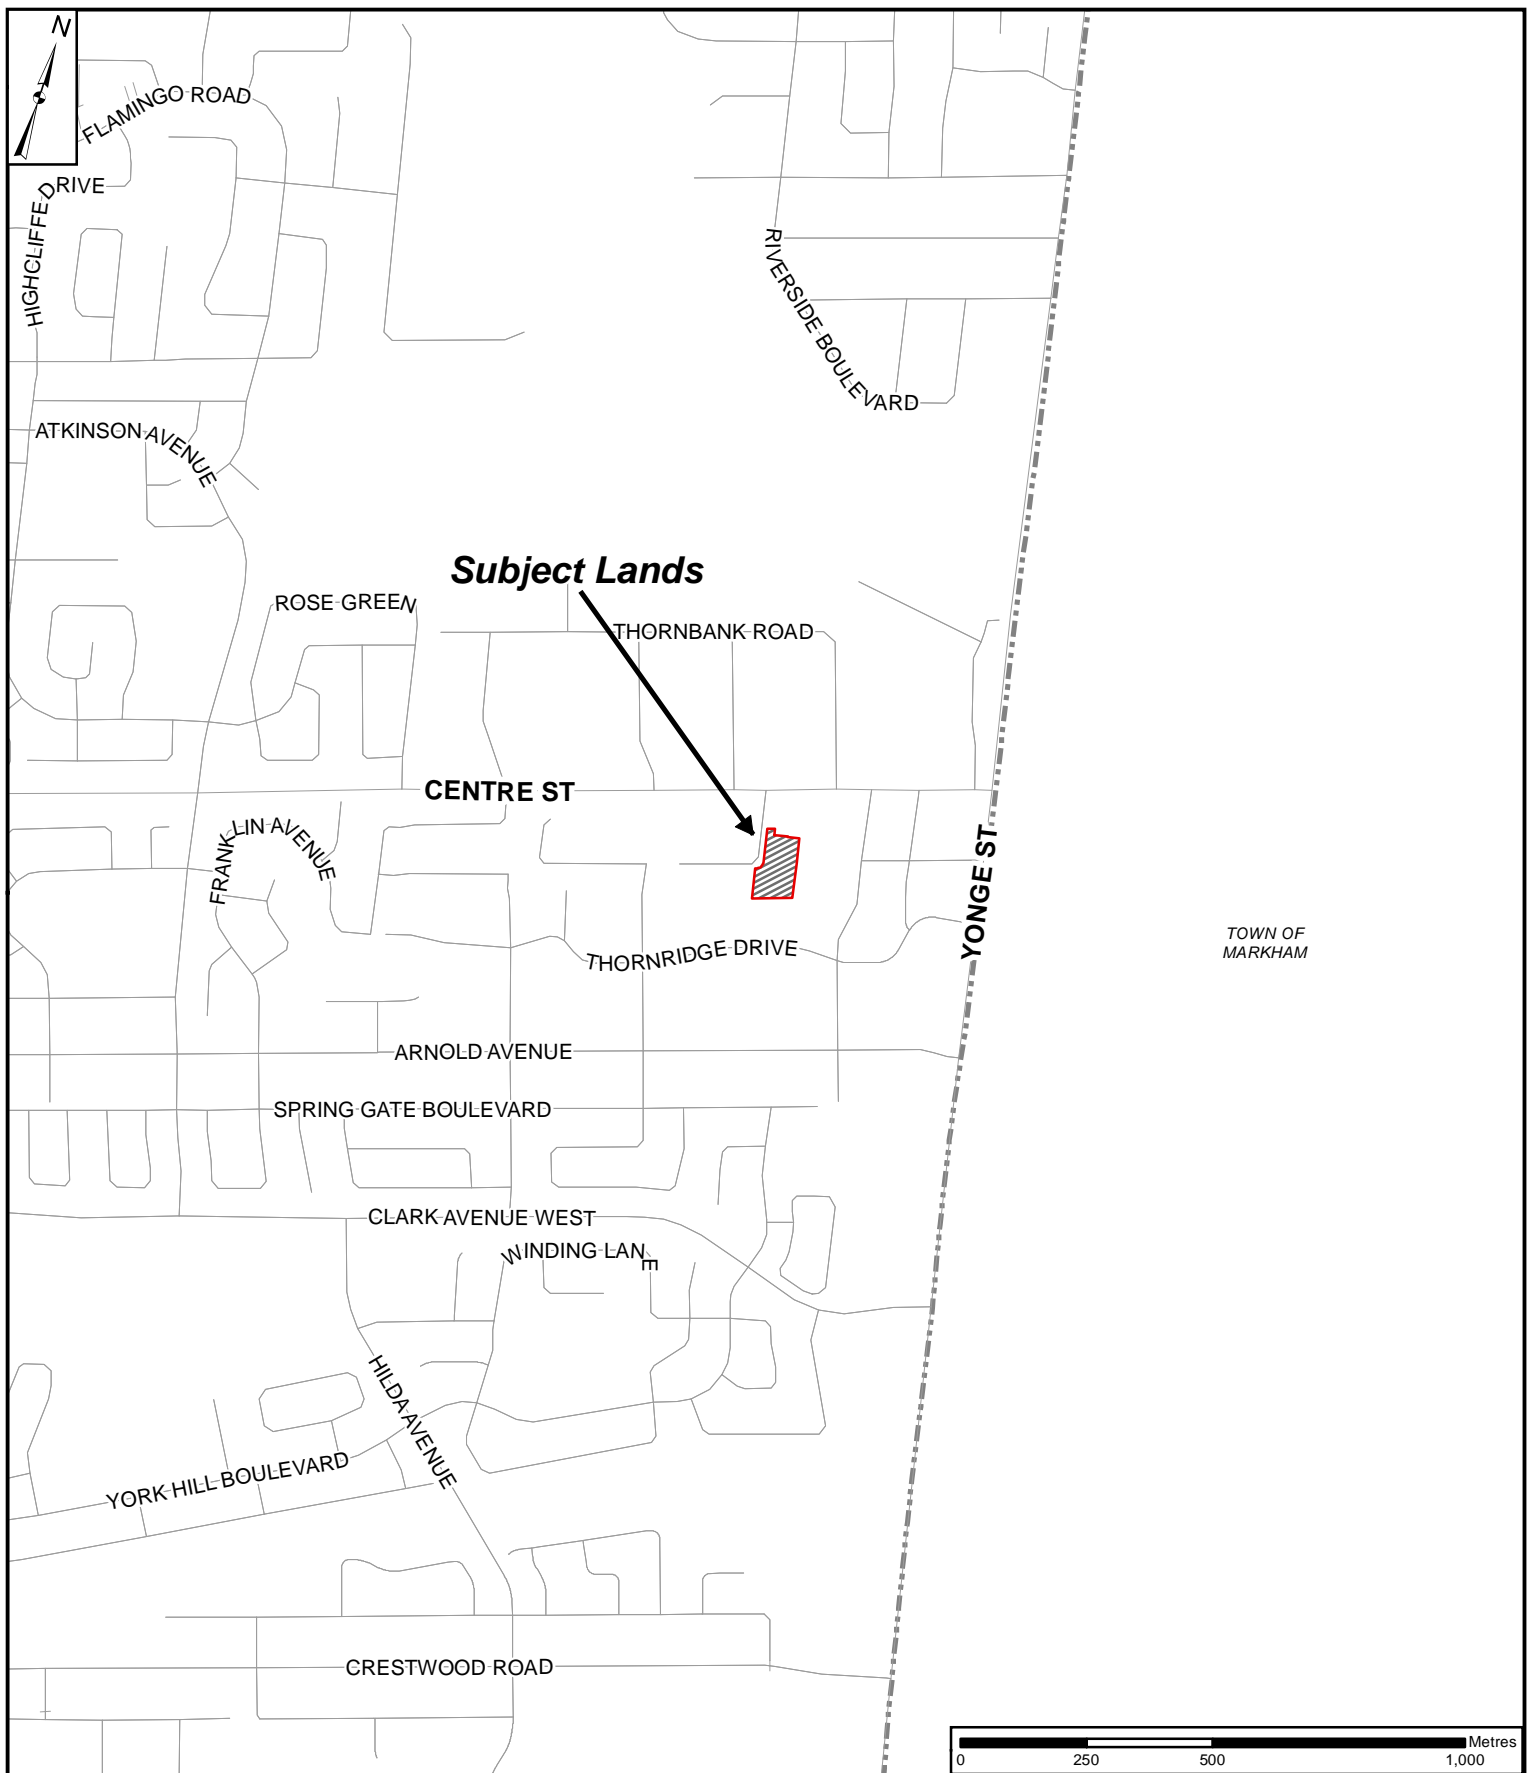 N
FLAMINGO ROAD
HIGHCLIFFE DRIVE
RIVERSIDE BOULEVARD
ATKINSON AVENUE
Subject Lands
ROSE GREEN
THORNBANK ROAD
CENTRE ST
FRANKLIN AVENUE
YONGE ST
TOWN OF
MARKHAM
THORNRIDGE DRIVE
ARNOLD AVENUE
SPRING GATE BOULEVARD
CLARK AVENUE WEST
WINDING LANE
HILDA AVENUE
YORK HILL BOULEVARD
CRESTWOOD ROAD
Metres
0 250 500 1,000